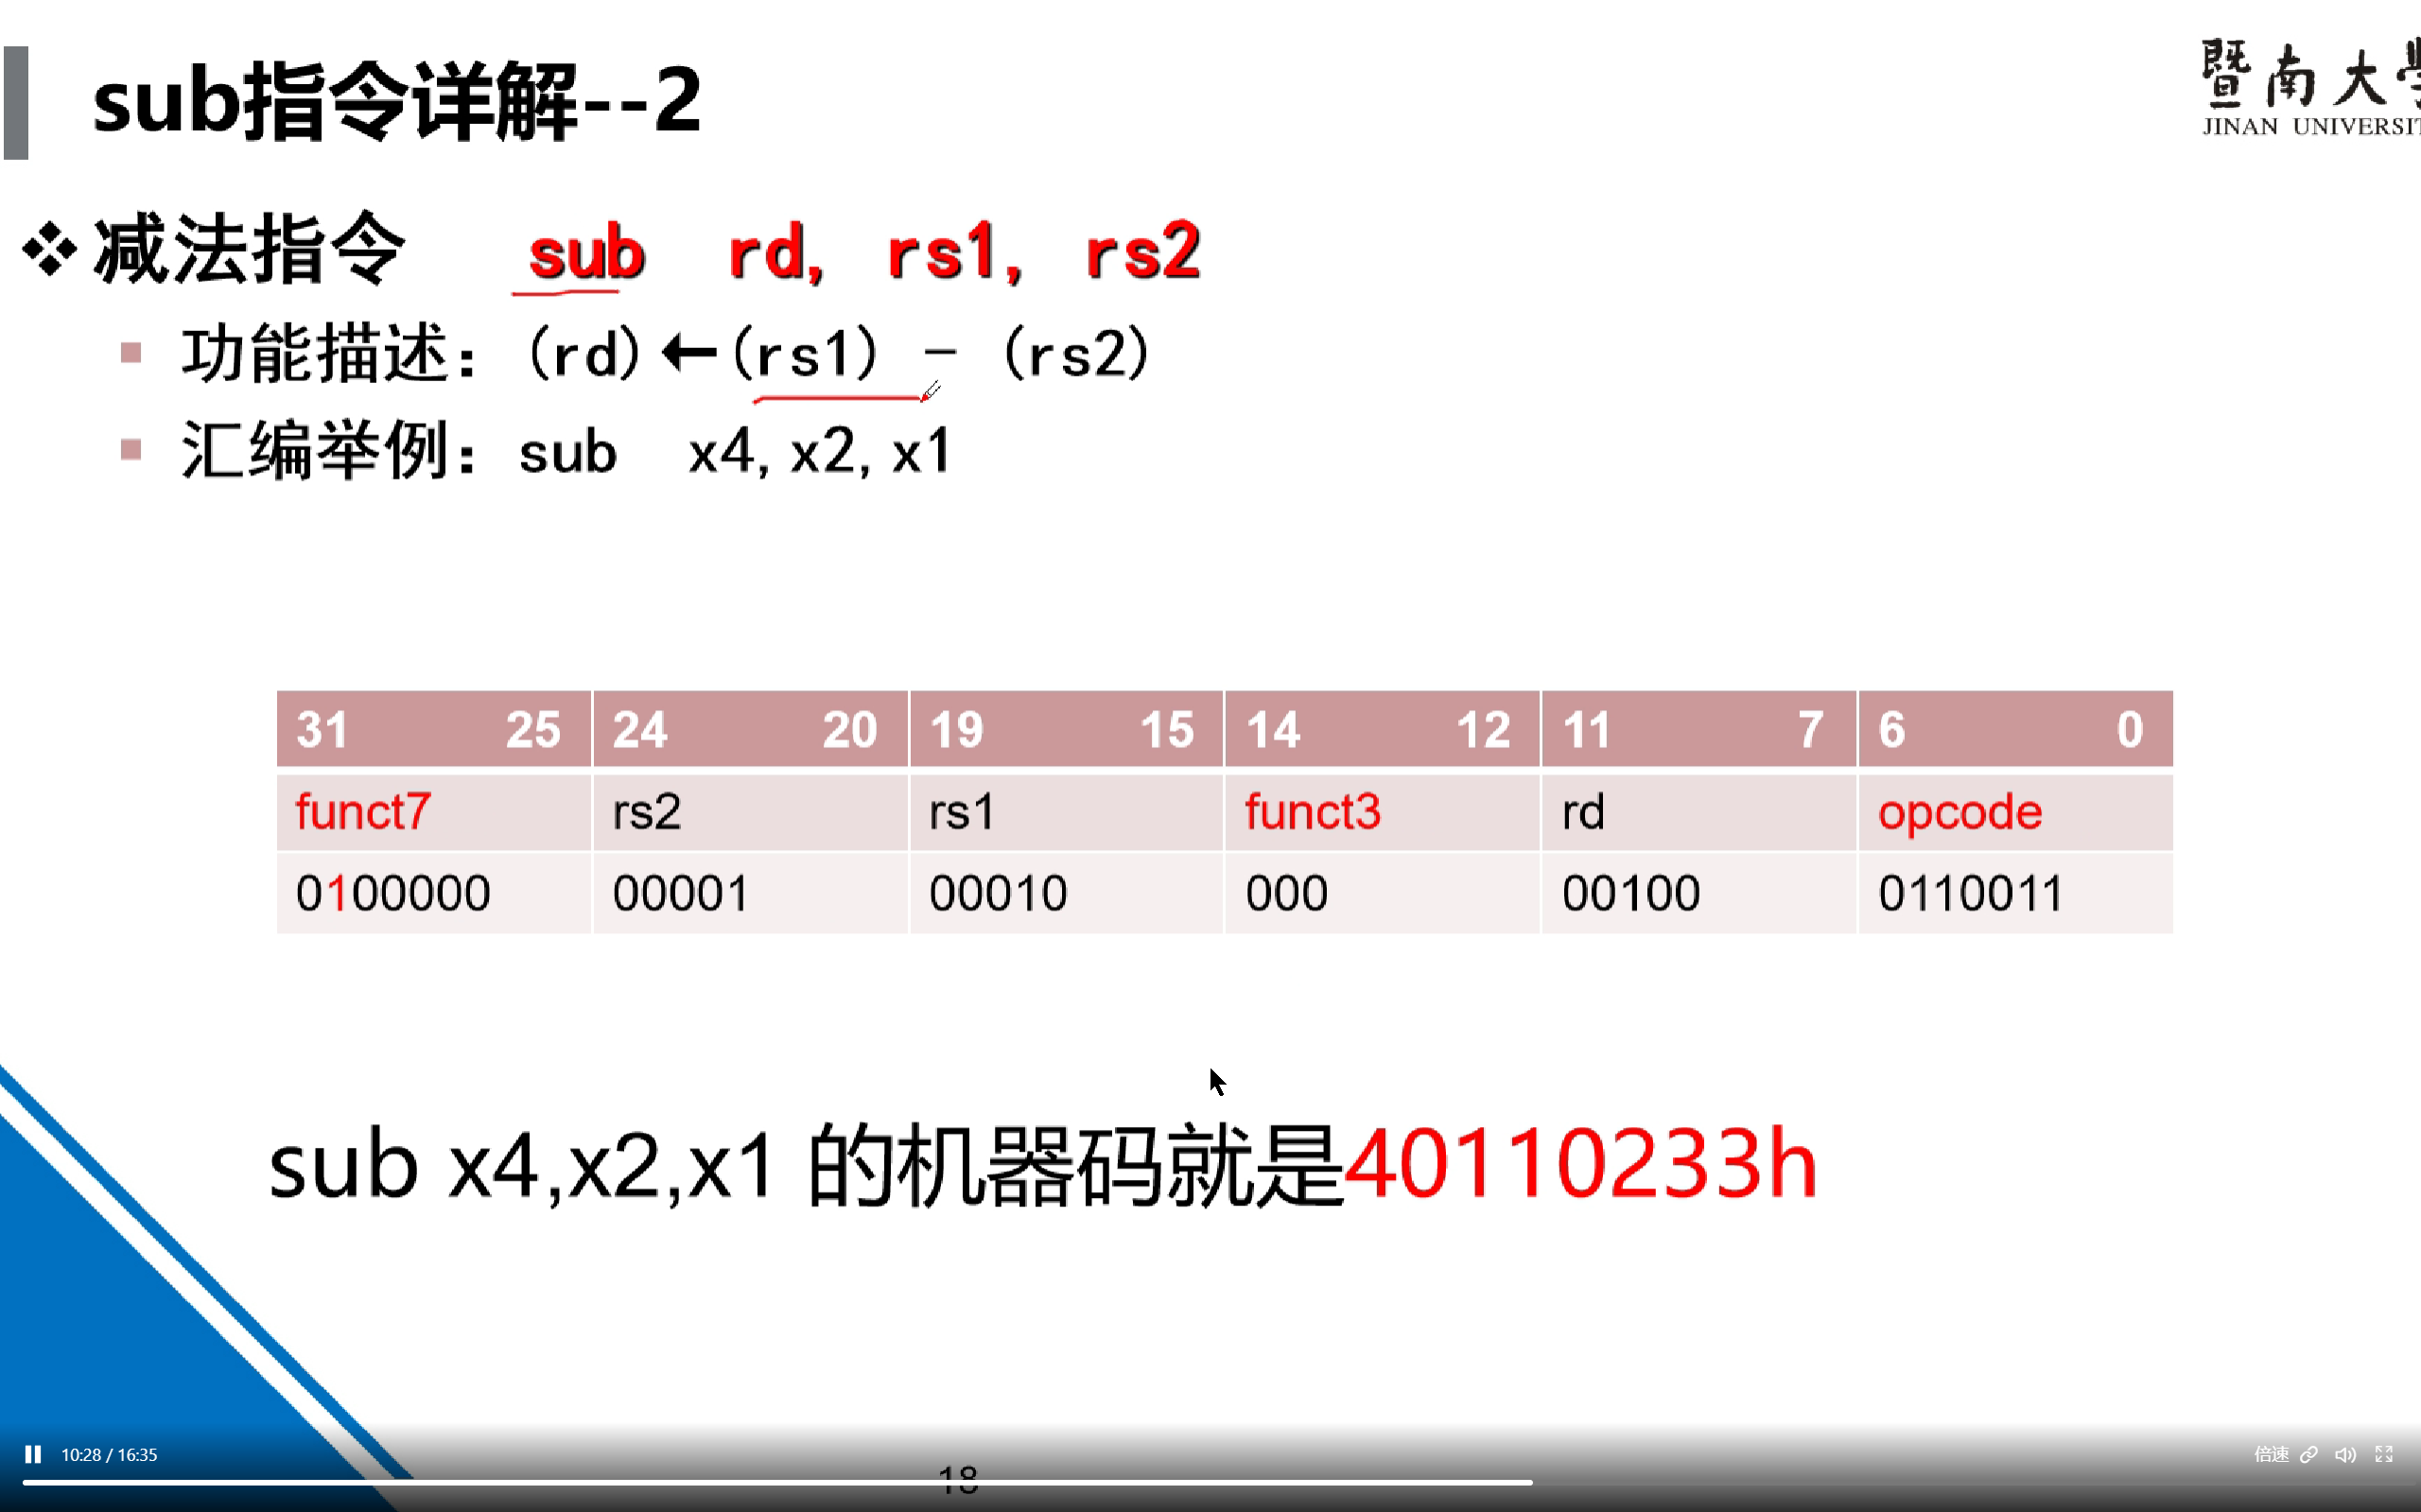 sub指令详解--2
暨南大學
JINAN UNIVERSIT
减法指令 sub rd, rs1, rs2
功能描述：(rd)←(rs1) - (rs2)
汇编举例：sub x4, x2, x1
31 25 24 20 19 15 14 12 11 7 6 0
funct7 rs2 rs1 funct3 rd opcode
0100000 00001 00010 000 00100 0110011
sub x4,x2,x1 的机器码就是40110233h
10:28 / 16:35
倍速
18